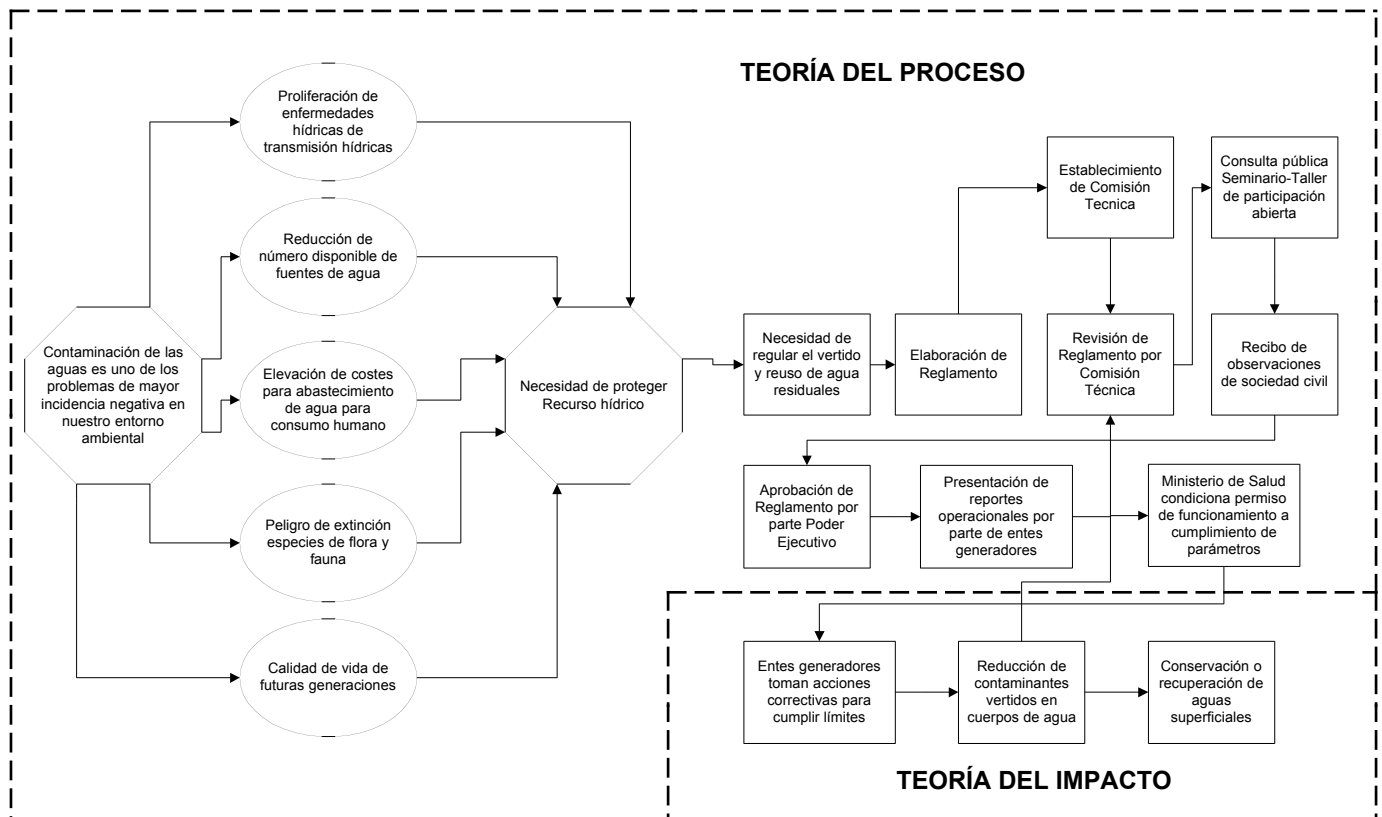 TEORÍA DEL PROCESO
Proliferación de
enfermedades
hídricas de
transmisión hídricas
Reducción de
número disponible de
fuentes de agua
Contaminación de las
aguas es uno de los
problemas de mayor
incidencia negativa en
nuestro entorno
ambiental
Elevación de costes
para abastecimiento
de agua para
consumo humano
Peligro de extinción
especies de flora y
fauna
Calidad de vida de
futuras generaciones
Necesidad de proteger
Recurso hídrico
Necesidad de
regular el vertido
y reuso de agua
residuales
Elaboración de
Reglamento
Establecimiento
de Comisión
Tecnica
Revisión de
Reglamento por
Comisión
Técnica
Consulta pública
Seminario-Taller
de participación
abierta
Recibo de
observaciones
de sociedad civil
Aprobación de
Reglamento por
parte Poder
Ejecutivo
Presentación de
reportes
operacionales por
parte de entes
generadores
Ministerio de Salud
condiciona permiso
de funcionamiento a
cumplimiento de
parámetros
Entes generadores
toman acciones
correctivas para
cumplir límites
Reducción de
contaminantes
vertidos en
cuerpos de agua
Conservación o
recuperación de
aguas
superficiales
TEORÍA DEL IMPACTO